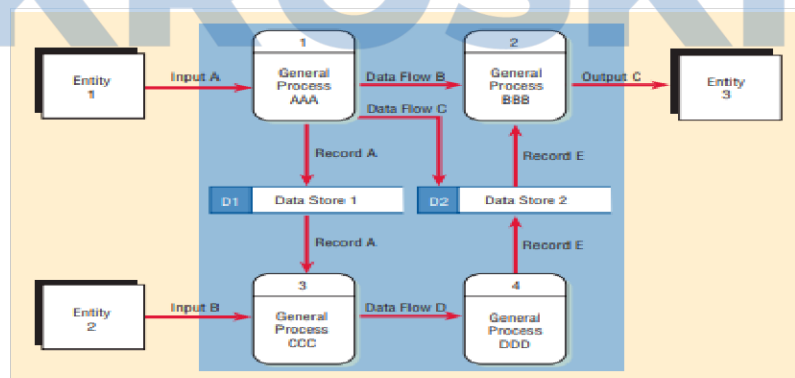 KROSKI
1
2
Entity
1
Input A
General
Process
AAA
Data Flow B
General
Process
BBB
Output C
Entity
3
Data Flow C
Record A
Record E
D1
Data Store 1
D2
Data Store 2
Record A
Record E
3
4
Entity
2
Input B
General
Process
CCC
Data Flow D
General
Process
DDD